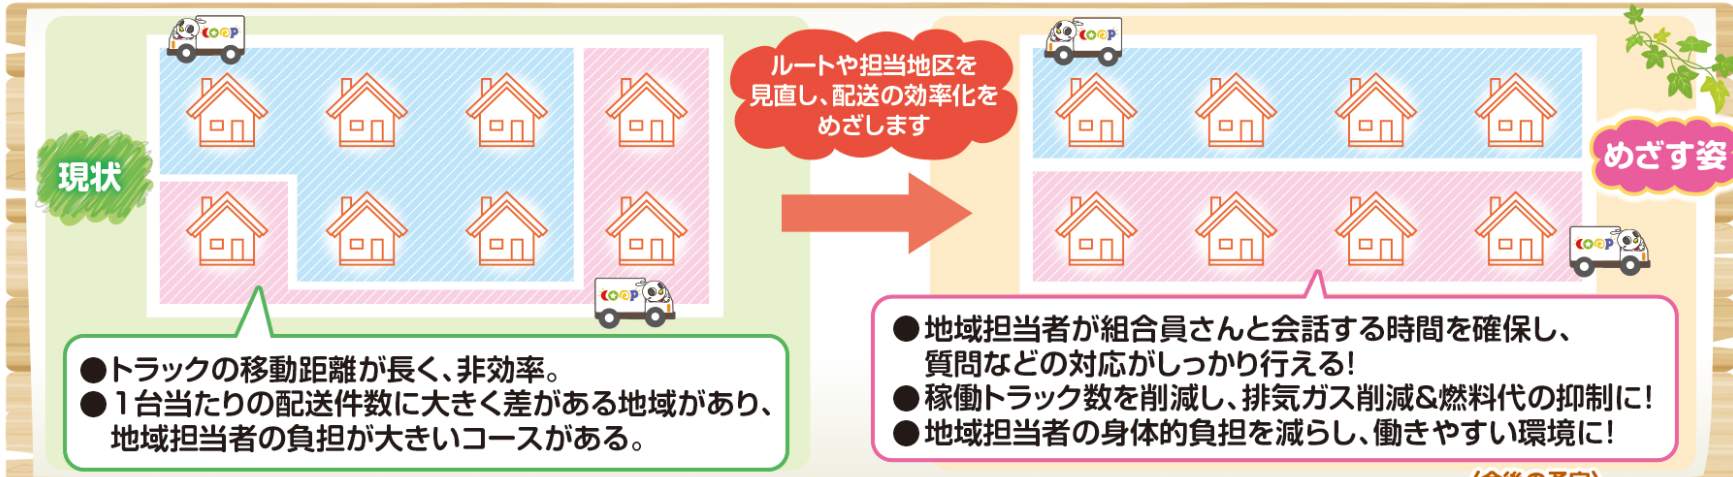 COOP
COOP
ルートや担当地区を
見直し、配送の効率化を
めざします
現状
めざす姿
COOP
COOP
●トラックの移動距離が長く、非効率。
●1台当たりの配送件数に大きく差がある地域があり、
地域担当者の負担が大きいコースがある。
●地域担当者が組合員さんと会話する時間を確保し、
質問などの対応がしっかり行える!
●稼働トラック数を削減し、排気ガス削減&燃料代の抑制に!
●地域担当者の身体的負担を減らし、働きやすい環境に!